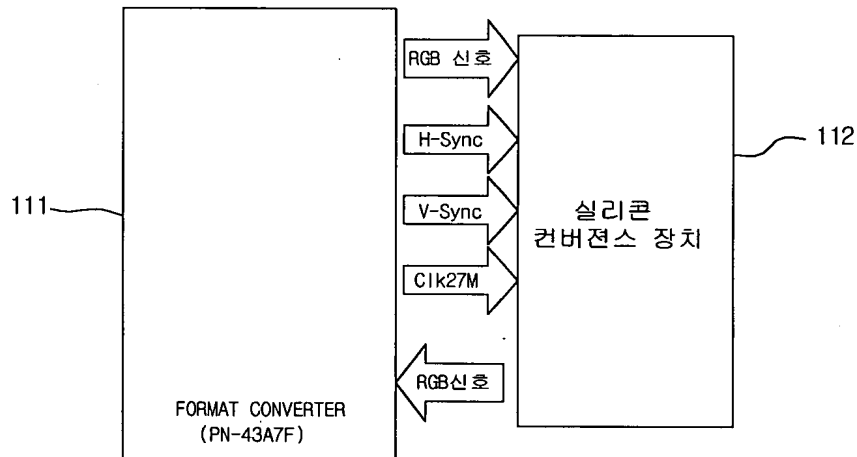 RGB 신호
H-Sync
112
111
V-Sync
실리콘
컨버젼스 장치
Clk27M
RGB신호
FORMAT CONVERTER
(PN-43A7F)